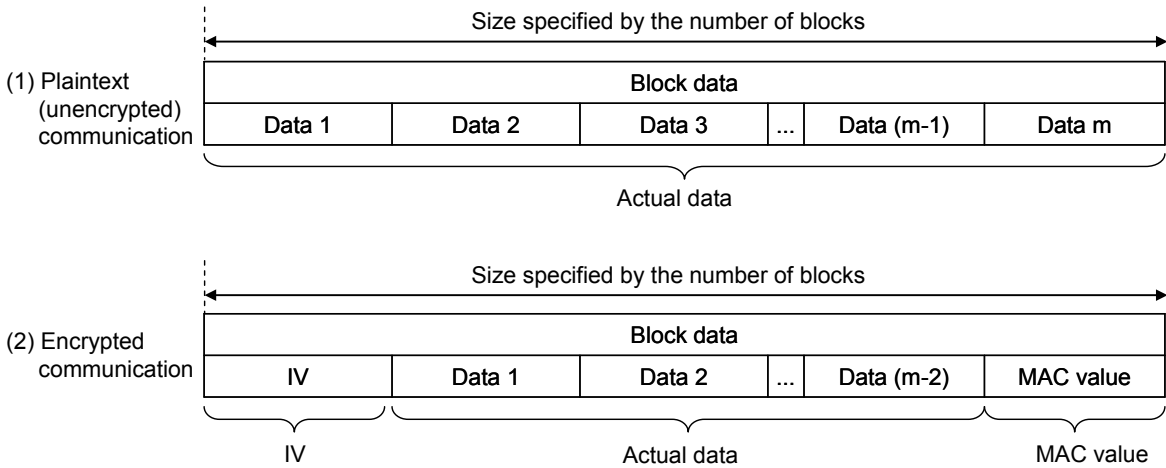 Size specified by the number of blocks
(1) Plaintext
(unencrypted)
communication
Block data
Data 1 Data 2 Data 3 ... Data (m-1) Data m
Actual data
Size specified by the number of blocks
(2) Encrypted
communication
Block data
IV Data 1 Data 2 ... Data (m-2) MAC value
IV Actual data MAC value